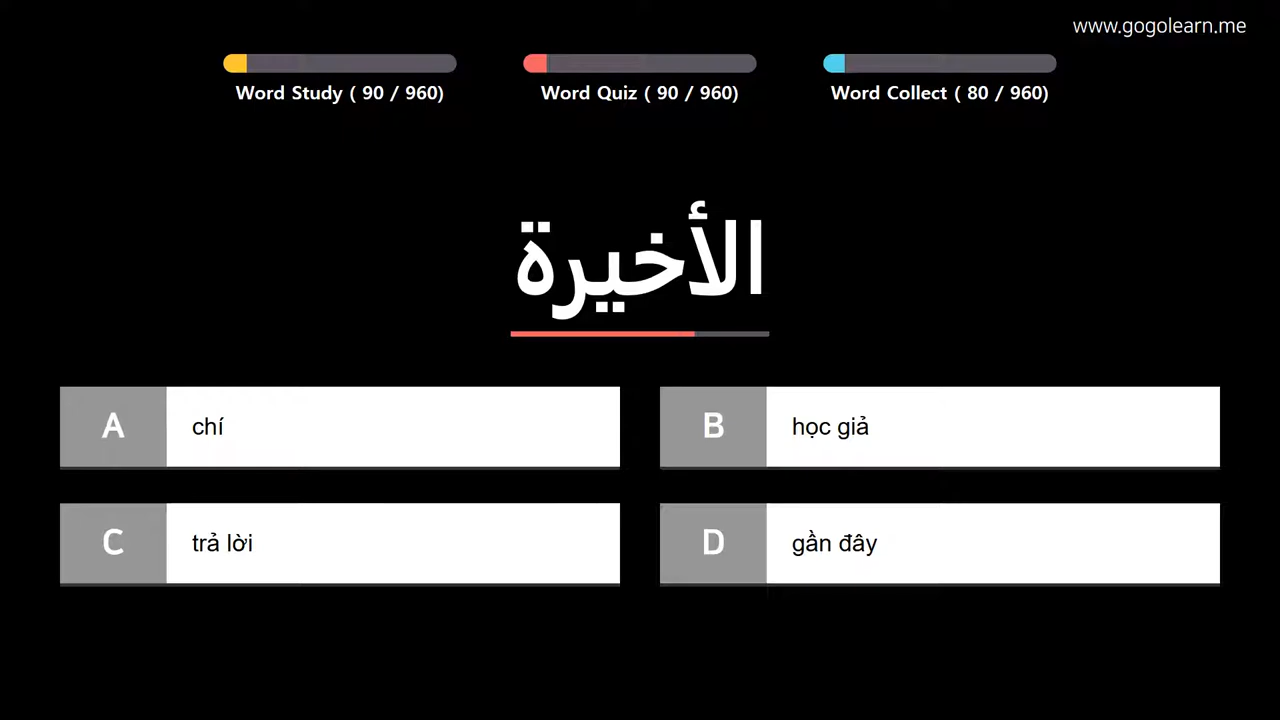 www.gogolearn.me
Word Study ( 90 / 960)
Word Quiz ( 90 / 960)
Word Collect ( 80 / 960)
الأخيرة
A
chí
B
học giả
C
trả lời
D
gần đây